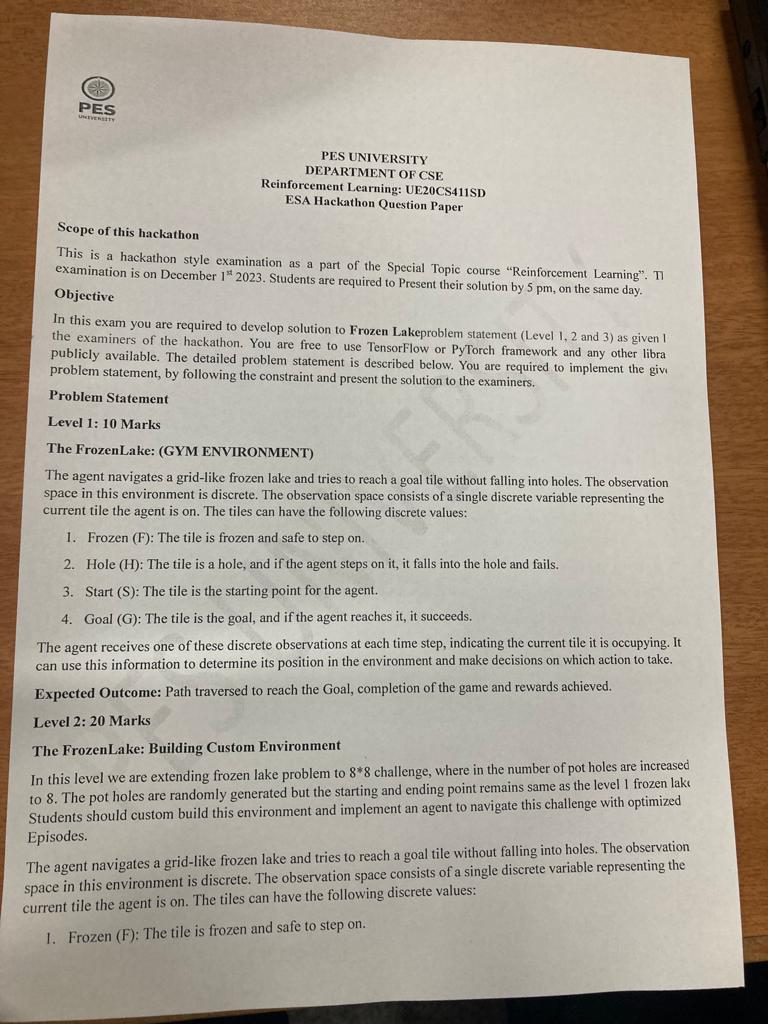 PES
UNIVERSITY
PES UNIVERSITY
DEPARTMENT OF CSE
Reinforcement Learning: UE20CS411SD
ESA Hackathon Question Paper
Scope of this hackathon
This is a hackathon style examination as a part of the Special Topic course “Reinforcement Learning”.
examination is on December 1st 2023. Students are required to Present their solution by 5 pm, on the same day.
Objective
In this exam you are required to develop solution to Frozen Lakeproblem statement (Level 1, 2 and 3) as given
the examiners of the hackathon. You are free to use TensorFlow or PyTorch framework and any other libra
publicly available. The detailed problem statement is described below. You are required to implement the giv
problem statement, by following the constraint and present the solution to the examiners.
Problem Statement
Level 1: 10 Marks
The FrozenLake: (GYM ENVIRONMENT)
The agent navigates a grid-like frozen lake and tries to reach a goal tile without falling into holes. The observation
space in this environment is discrete. The observation space consists of a single discrete variable representing the
current tile the agent is on. The tiles can have the following discrete values:
1. Frozen (F): The tile is frozen and safe to step on.
2. Hole (H): The tile is a hole, and if the agent steps on it, it falls into the hole and fails.
3. Start (S): The tile is the starting point for the agent.
4. Goal (G): The tile is the goal, and if the agent reaches it, it succeeds.
The agent receives one of these discrete observations at each time step, indicating the current tile it is occupying. It
can use this information to determine its position in the environment and make decisions on which action to take.
Expected Outcome: Path traversed to reach the Goal, completion of the game and rewards achieved.
Level 2: 20 Marks
The FrozenLake: Building Custom Environment
In this level we are extending frozen lake problem to 8*8 challenge, where in the number of pot holes are increased
to 8. The pot holes are randomly generated but the starting and ending point remains same as the level 1 frozen lake
Students should custom build this environment and implement an agent to navigate this challenge with optimized
Episodes.
The agent navigates a grid-like frozen lake and tries to reach a goal tile without falling into holes. The observation
space in this environment is discrete. The observation space consists of a single discrete variable representing the
current tile the agent is on. The tiles can have the following discrete values:
1. Frozen (F): The tile is frozen and safe to step on.